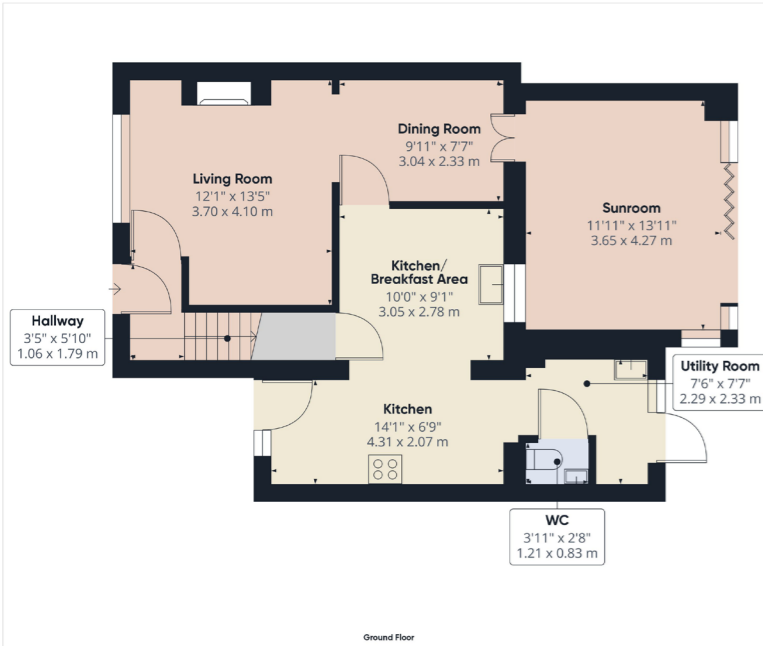 Dining Room
9'11" x 7'7"
3.04 x 2.33 m
Living Room
12'1" x 13'5"
3.70 x 4.10 m
Sunroom
11'11" x 13'11"
3.65 x 4.27 m
Kitchen/
Breakfast Area
10'0" x 9'1"
3.05 x 2.78 m
Hallway
3'5" x 5'10"
1.06 x 1.79 m
Utility Room
7'6" x 7'7"
2.29 x 2.33 m
Kitchen
14'1" x 6'9"
4.31 x 2.07 m
WC
3'11" x 2'8"
1.21 x 0.83 m
Ground Floor